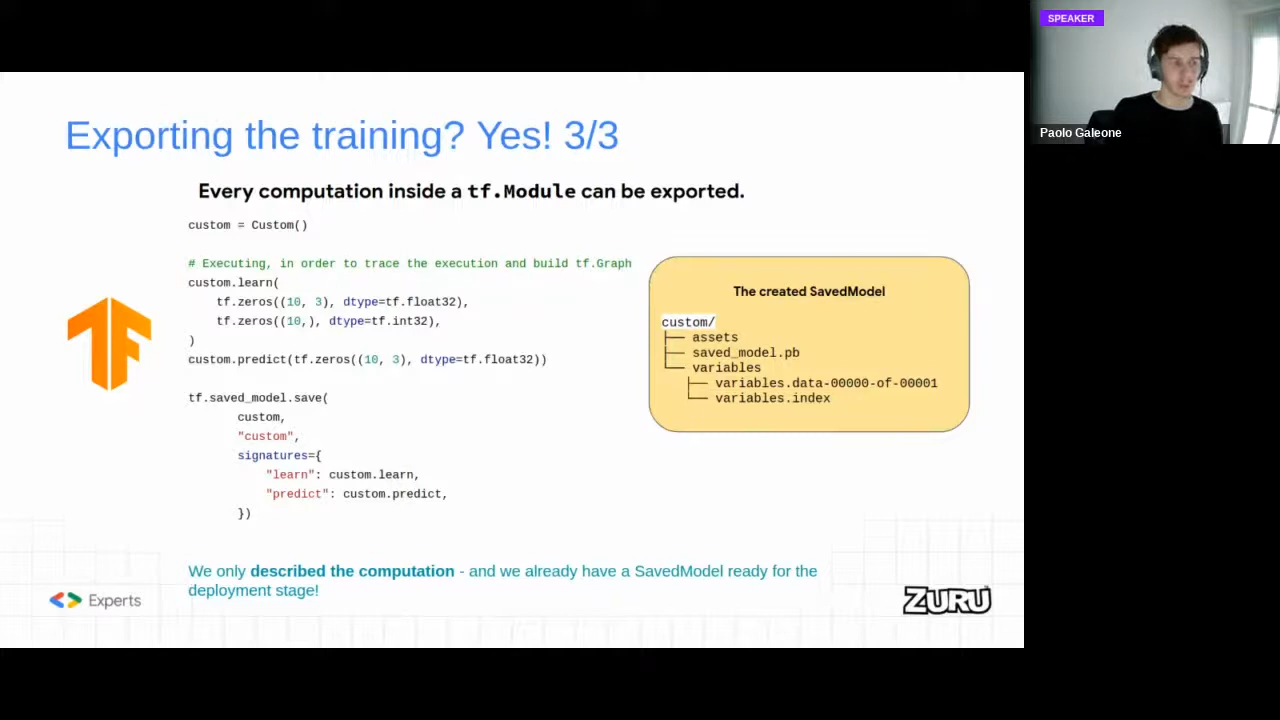 SPEAKER
Paolo Galeone
Exporting the training? Yes! 3/3
Every computation inside a tf.Module can be exported.
custom = Custom()
# Executing, in order to trace the execution and build tf.Graph
custom.learn(
    tf.zeros((10, 3), dtype=tf.float32),
    tf.zeros((10,), dtype=tf.int32),
)
custom.predict(tf.zeros((10, 3), dtype=tf.float32))
tf.saved_model.save(
       custom,
       "custom",
       signatures={
           "learn": custom.learn,
           "predict": custom.predict,
       })
The created SavedModel
custom/
├── assets
├── saved_model.pb
└── variables
    ├── variables.data-00000-of-00001
    └── variables.index
We only described the computation - and we already have a SavedModel ready for the
deployment stage!
Experts
ZURU